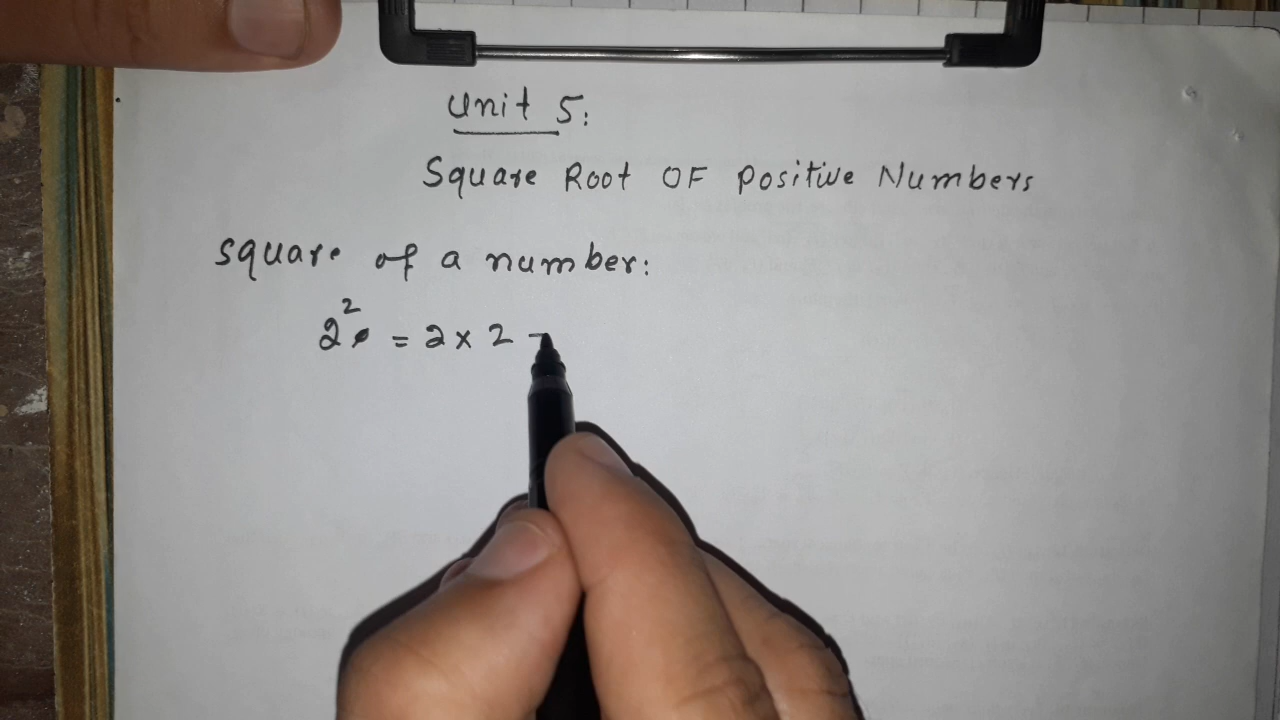 Unit 5:
Square Root OF Positive Numbers
square of a number:
2² = 2 × 2 =